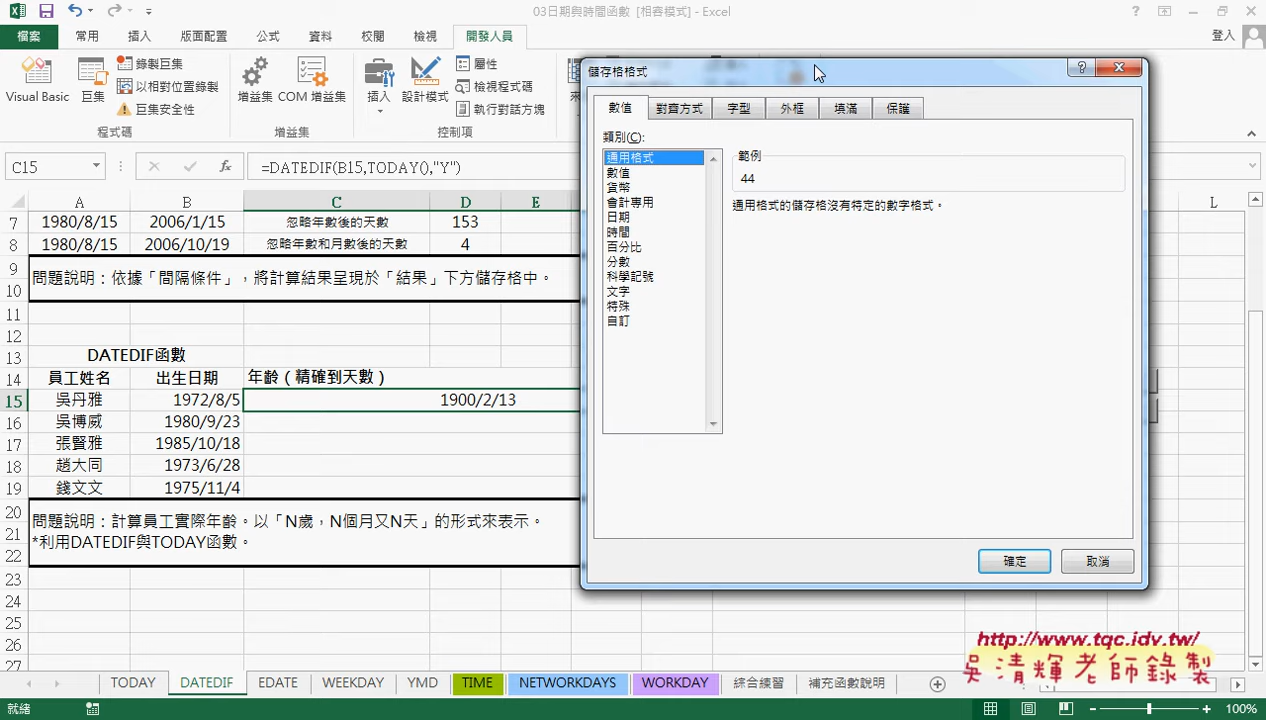 03日期與時間函數 [相容模式] - Excel
檔案 常用 插入 版面配置 公式 資料 校閱 檢視 開發人員 登入
Visual Basic 巨集 錄製巨集 以相對位置錄製 巨集安全性 增益集 COM 增益集 插入 設計模式 屬性 檢視程式碼 執行對話方塊
程式碼 增益集 控制項
C15 =DATEDIF(B15,TODAY(),"Y")
A B C D E L
7 1980/8/15 2006/1/15 忽略年數後的天數 153
8 1980/8/15 2006/10/19 忽略年數和月數後的天數 4
9
10 問題說明：依據「間隔條件」，將計算結果呈現於「結果」下方儲存格中。
11
12
13 DATEDIF函數
14 員工姓名 出生日期 年齡（精確到天數）
15 吳丹雅 1972/8/5 1900/2/13
16 吳博威 1980/9/23
17 張賢雅 1985/10/18
18 趙大同 1973/6/28
19 錢文文 1975/11/4
20
21 問題說明：計算員工實際年齡。以「N歲，N個月又N天」的形式來表示。
22 *利用DATEDIF與TODAY函數。
23
24
25
26
27
儲存格格式
數值 對齊方式 字型 外框 填滿 保護
類別(C):
通用格式
數值
貨幣
會計專用
日期
時間
百分比
分數
科學記號
文字
特殊
自訂
範例
44
通用格式的儲存格沒有特定的數字格式。
確定 取消
http://www.tqc.idv.tw/
吳清輝老師錄製
TODAY DATEDIF EEATE WEEKDAY YMD TIME NETWORKDAYS WORKDAY 綜合練習 補充函數說明
就緒 100%